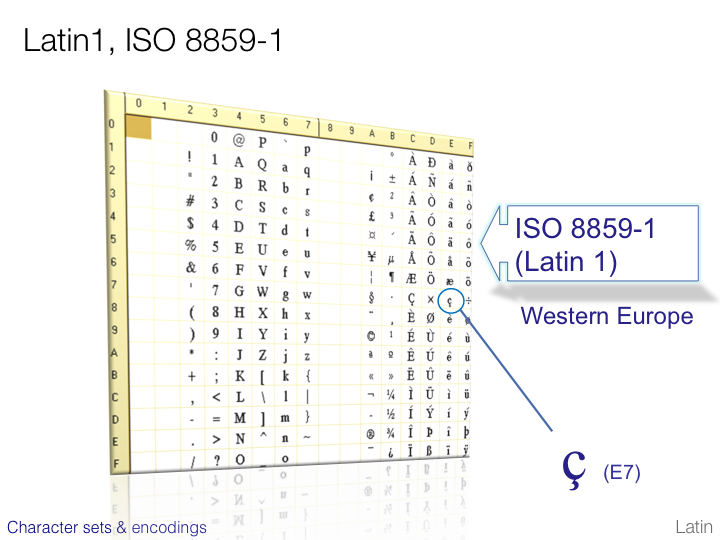 Latin1, ISO 8859-1
0 1 2 3 4 5 6 7 8 9 A B C D E F
0 0 @ P ` p ° À Ð à ð
1 ! 1 A Q a q ¡ ± Á Ñ á ñ
2 " 2 B R b r ¢ ² Â Ò â ò
3 # 3 C S c s £ ³ Ã Ó ã ó
4 $ 4 D T d t ¤ ´ Ä Ô ä ô
5 % 5 E U e u ¥ µ Å Õ å õ
6 & 6 F V f v ¦ ¶ Æ Ö æ ö
7 ' 7 G W g w § · Ç × ç ÷
8 ( 8 H X h x ¨ ¸ È Ø è ø
9 ) 9 I Y i y © ¹ É Ù é ù
A * : J Z j z ª º Ê Ú ê ú
B + ; K [ k { « » Ë Û ë û
C , < L \ l | ¬ ¼ Ì Ü ì ü
D - = M ] m } - ½ Í Ý í ý
E . > N ^ n ~ ® ¾ Î Þ î þ
F / ? O _ o ¯ ¿ Ï ß ï ÿ
ISO 8859-1
(Latin 1)
Western Europe
ç (E7)
Character sets & encodings
Latin